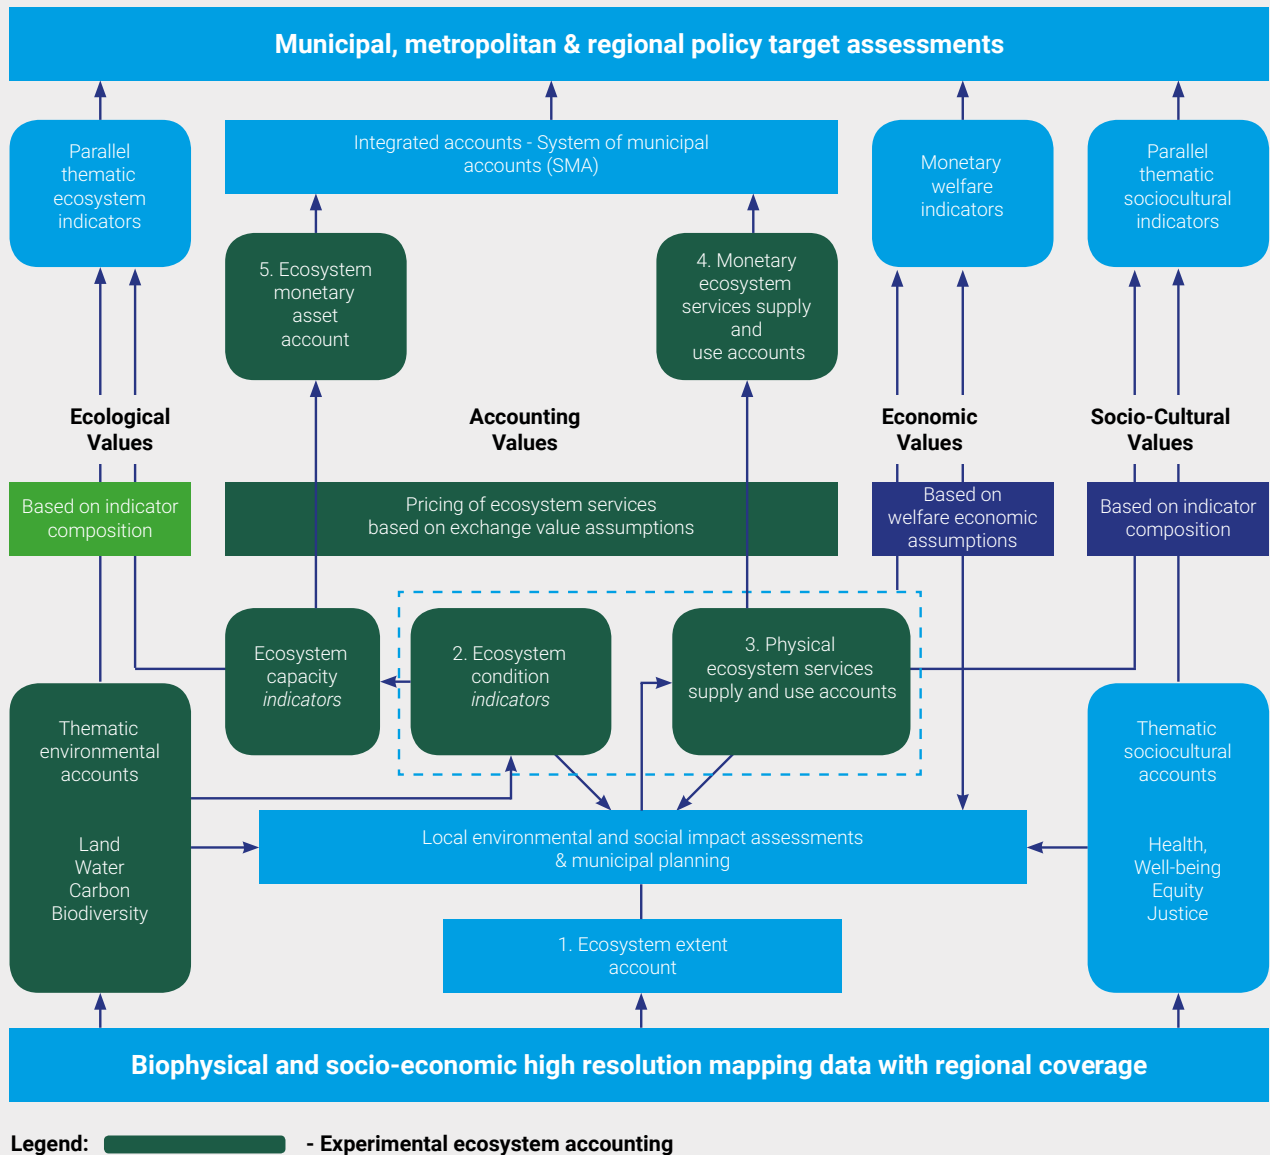 Municipal, metropolitan & regional policy target assessments
Parallel
thematic
ecosystem
indicators
Integrated accounts - System of municipal
accounts (SMA)
Monetary
welfare
indicators
Parallel
thematic
sociocultural
indicators
5. Ecosystem
monetary
asset
account
4. Monetary
ecosystem
services supply
and
use accounts
Ecological
Values
Accounting
Values
Economic
Values
Socio-Cultural
Values
Based on indicator
composition
Pricing of ecosystem services
based on exchange value assumptions
Based on
welfare economic
assumptions
Based on indicator
composition
Ecosystem
capacity
indicators
2. Ecosystem
condition
indicators
3. Physical
ecosystem services
supply and use accounts
Thematic
environmental
accounts
Land
Water
Carbon
Biodiversity
Thematic
sociocultural
accounts
Health,
Well-being
Equity
Justice
Local environmental and social impact assessments
& municipal planning
1. Ecosystem extent
account
Biophysical and socio-economic high resolution mapping data with regional coverage
Legend: - Experimental ecosystem accounting